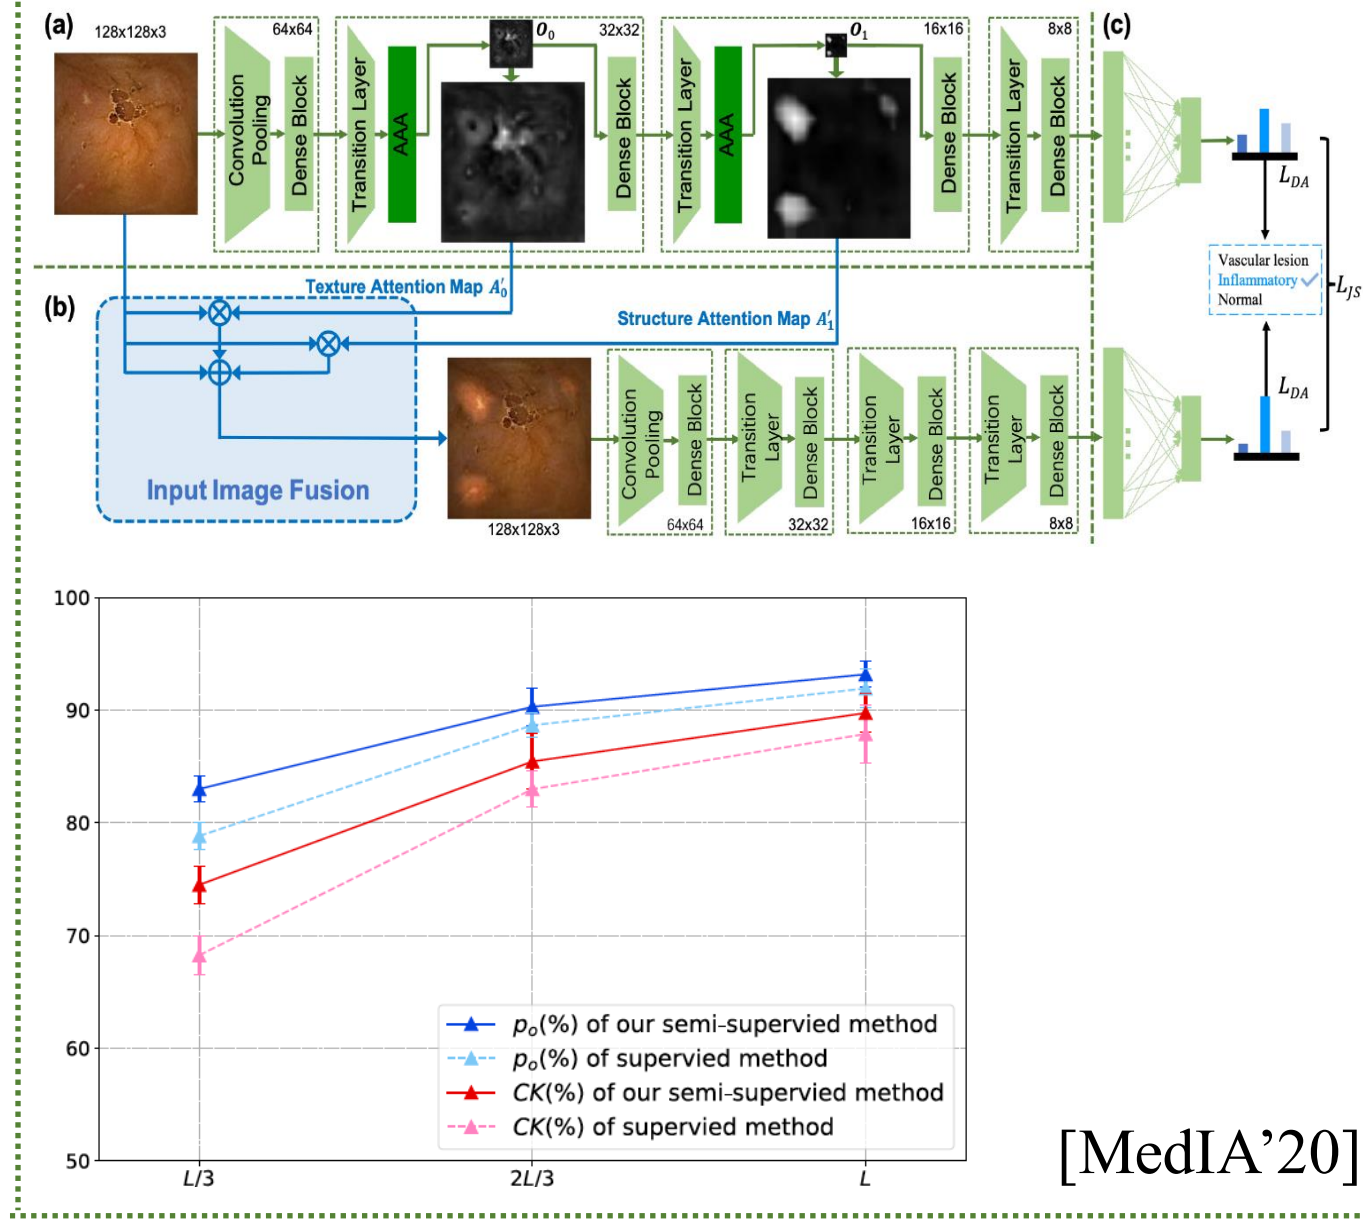 (a)
128x128x3
Convolution
Pooling
Dense Block
64x64
Transition Layer
AAA
O₀
32x32
Dense Block
Transition Layer
AAA
O₁
16x16
Dense Block
Transition Layer
8x8
Dense Block
(c)
L_DA
Vascular lesion
Inflammatory ✓
Normal
L_JS
L_DA
(b)
Texture Attention Map A′₀
Structure Attention Map A′₁
Input Image Fusion
128x128x3
Convolution
Pooling
Dense Block
64x64
Transition
Layer
Dense Block
32x32
Transition
Layer
Dense Block
16x16
Transition
Layer
Dense Block
8x8
100
90
80
70
60
50
L/3
2L/3
L
pₒ(%) of our semi-supervied method
pₒ(%) of supervied method
CK(%) of our semi-supervied method
CK(%) of supervied method
[MedIA’20]